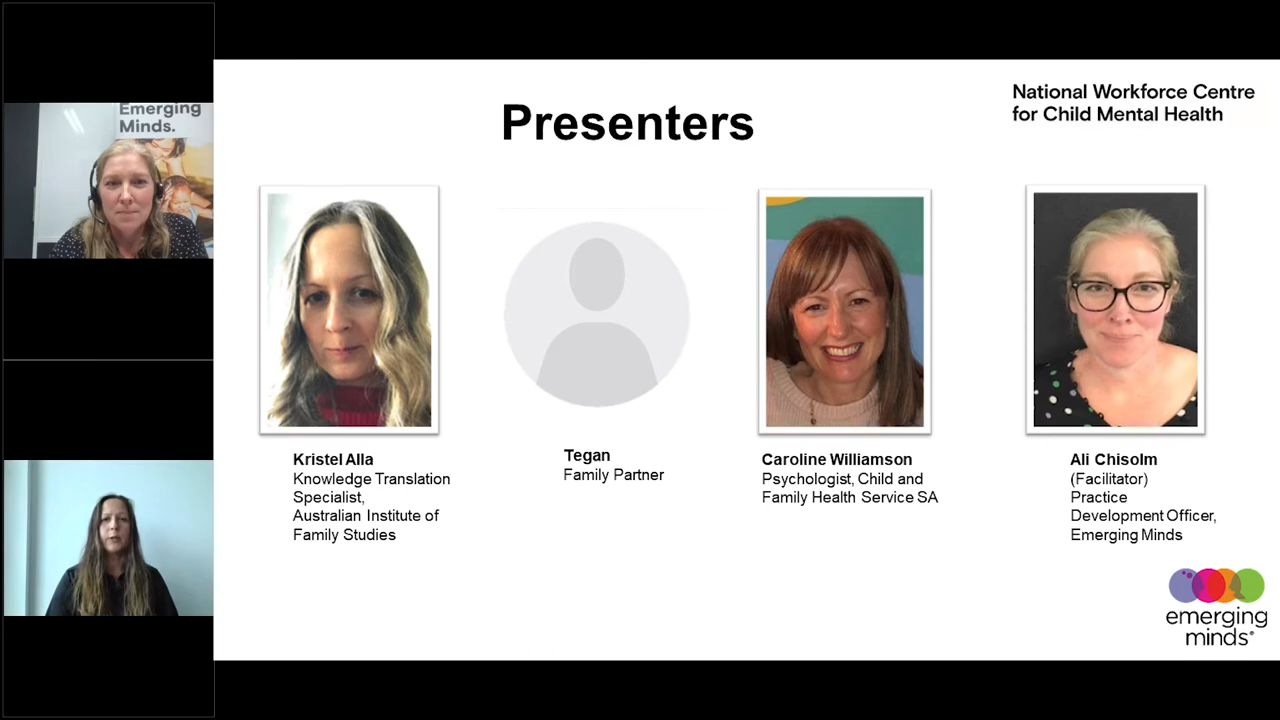 Emerging
Minds.
Presenters
National Workforce Centre
for Child Mental Health
Kristel Alla
Knowledge Translation
Specialist,
Australian Institute of
Family Studies
Tegan
Family Partner
Caroline Williamson
Psychologist, Child and
Family Health Service SA
Ali Chisolm
(Facilitator)
Practice
Development Officer,
Emerging Minds
emerging
minds®